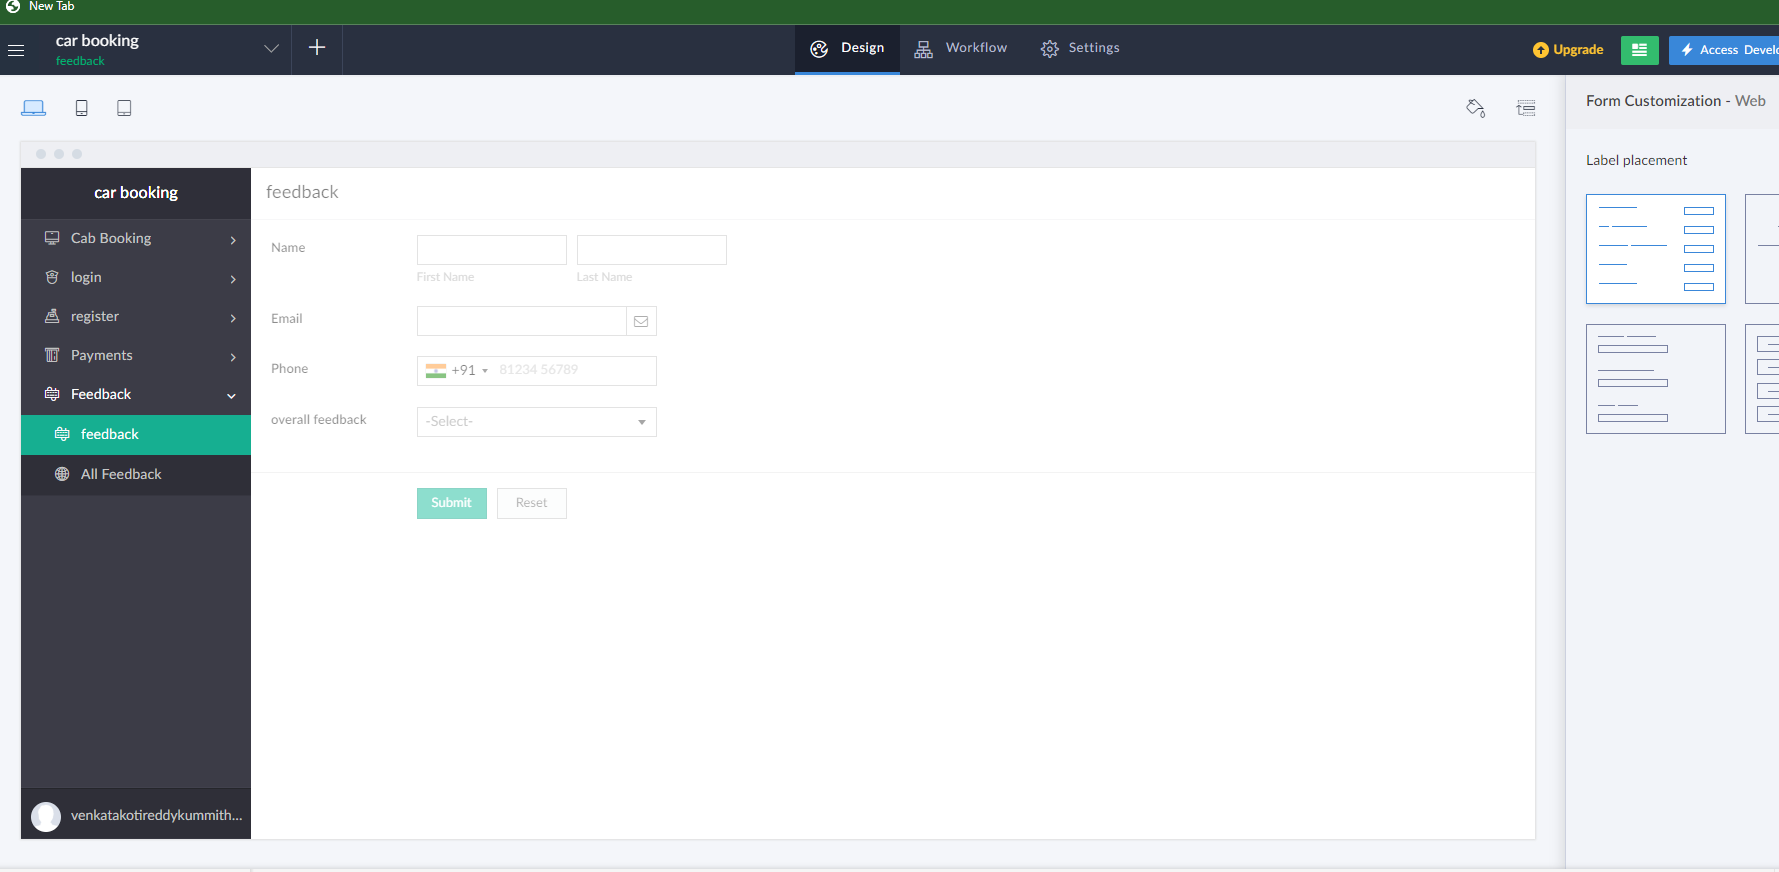 New Tab
car booking
feedback
Design
Workflow
Settings
Upgrade
Access Develo
Form Customization - Web
Label placement
car booking
Cab Booking
login
register
Payments
Feedback
feedback
All Feedback
venkatakotireddykummith...
feedback
Name
First Name
Last Name
Email
Phone
+91
81234 56789
overall feedback
-Select-
Submit
Reset